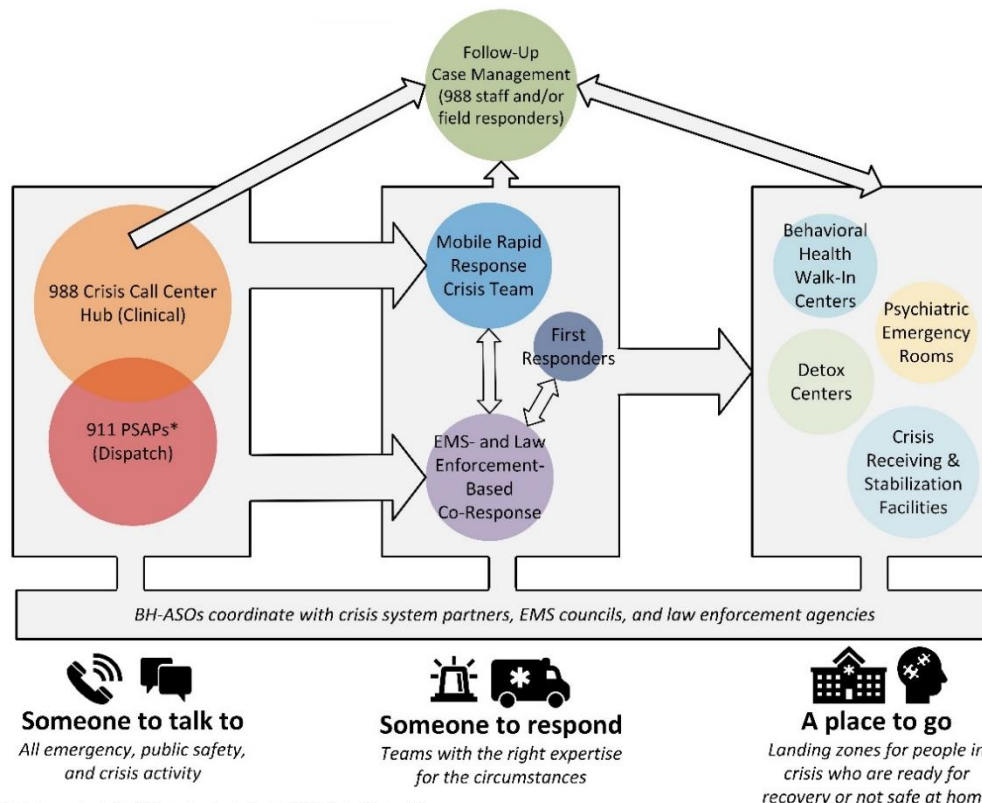 Follow-Up
Case Management
(988 staff and/or
field responders)
988 Crisis Call Center
Hub (Clinical)
911 PSAPs*
(Dispatch)
Mobile Rapid
Response
Crisis Team
First
Responders
EMS- and Law
Enforcement-
Based
Co-Response
Behavioral
Health
Walk-In
Centers
Psychiatric
Emergency
Rooms
Detox
Centers
Crisis
Receiving &
Stabilization
Facilities
BH-ASOs coordinate with crisis system partners, EMS councils, and law enforcement agencies
Someone to talk to
All emergency, public safety,
and crisis activity
Someone to respond
Teams with the right expertise
for the circumstances
A place to go
Landing zones for people in
crisis who are ready for
recovery or not safe at hom